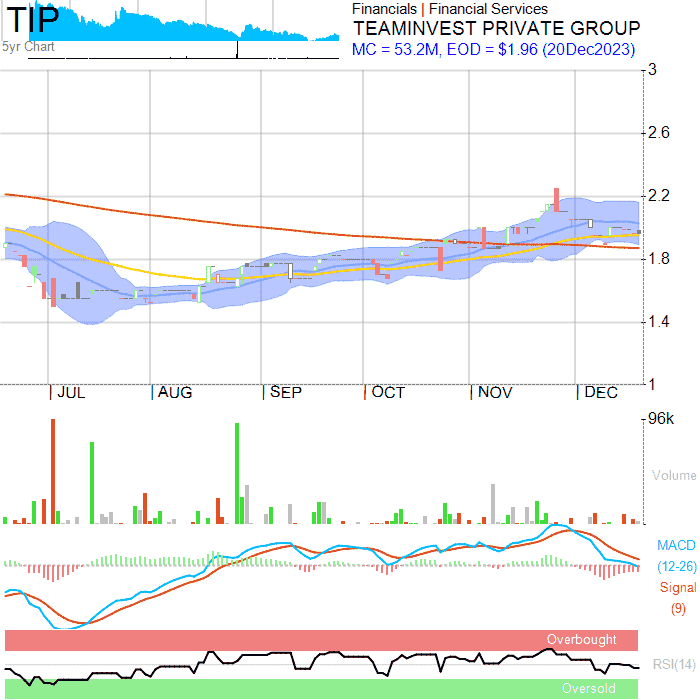 TIP
5yr Chart
Financials | Financial Services
TEAMINVEST PRIVATE GROUP
MC = 53.2M, EOD = $1.96 (20Dec2023)
3
2.6
2.2
1.8
1.4
1
JUL
AUG
SEP
OCT
NOV
DEC
96k
Volume
MACD
(12-26)
Signal
(9)
Overbought
RSI(14)
Oversold